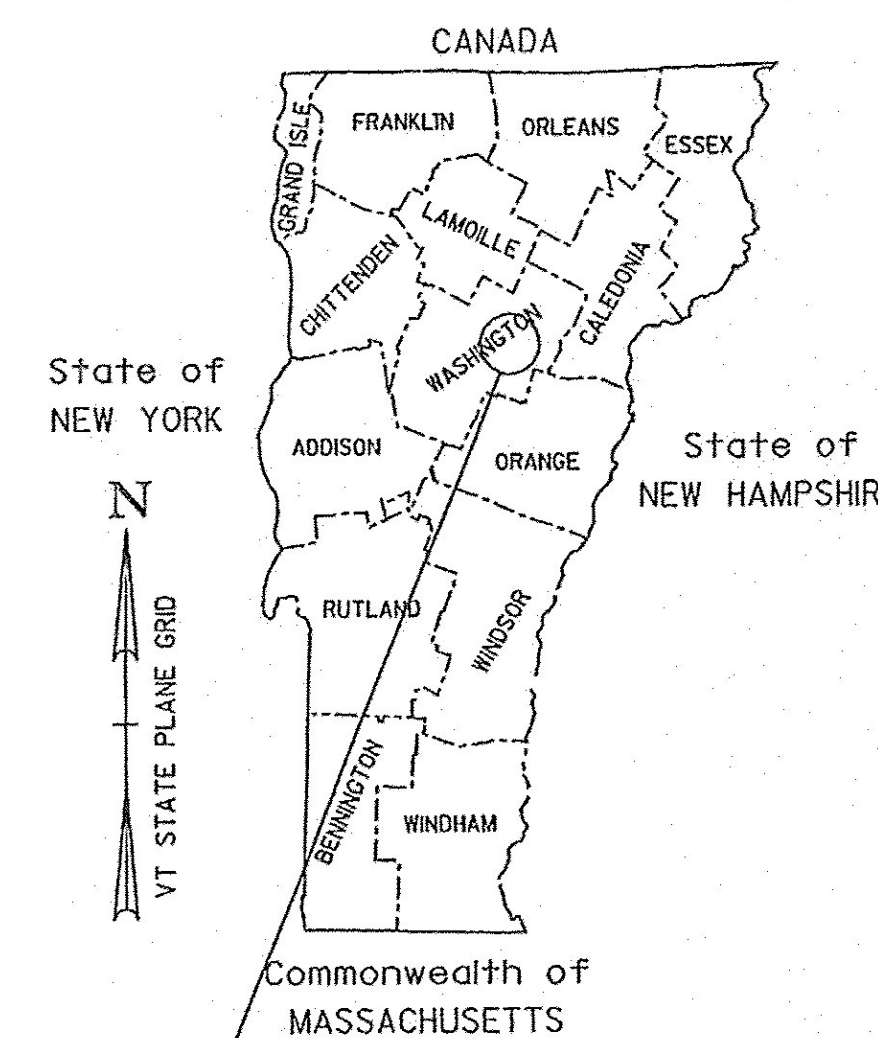 CANADA
FRANKLIN
ORLEANS
ESSEX
GRAND ISLE
LAMOILLE
CHITTENDEN
CALEDONIA
WASHINGTON
State of
NEW YORK
ADDISON
ORANGE
State of
NEW HAMPSHIR
N
VT STATE PLANE GRID
RUTLAND
WINDSOR
BENNINGTON
WINDHAM
Commonwealth of
MASSACHUSETTS